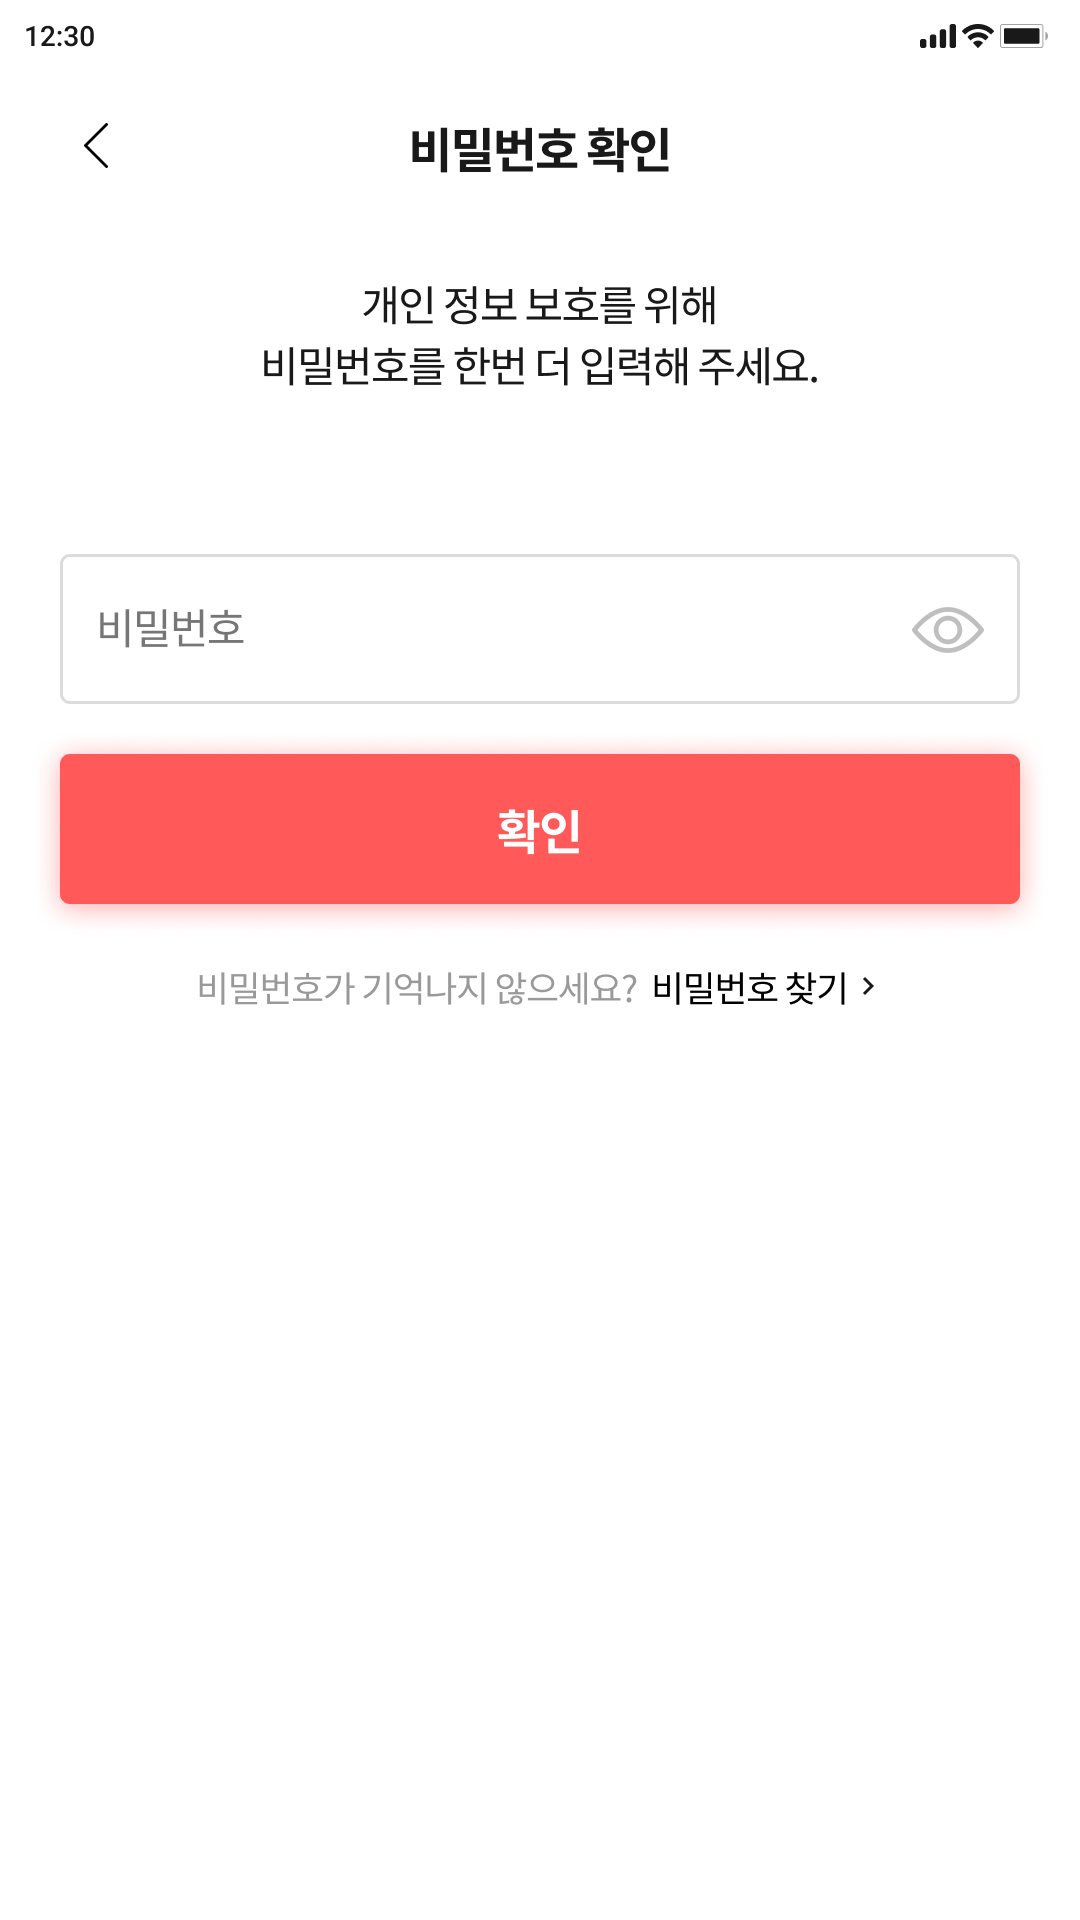 12:30
비밀번호 확인
개인 정보 보호를 위해
비밀번호를 한번 더 입력해 주세요.
비밀번호
확인
비밀번호가 기억나지 않으세요? 비밀번호 찾기 >